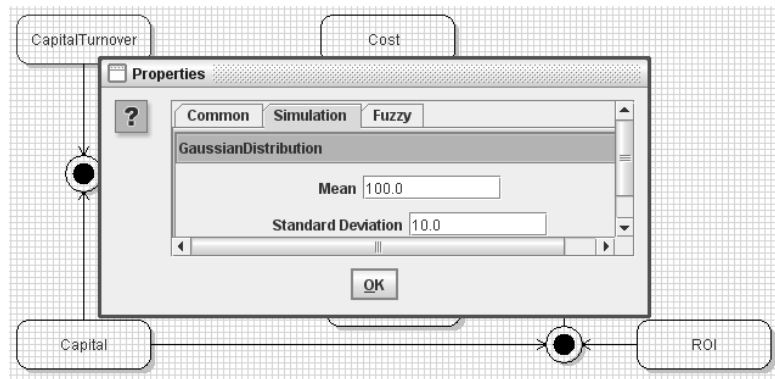 CapitalTurnover
Cost
Properties
?
Common Simulation Fuzzy
GaussianDistribution
Mean 100.0
Standard Deviation 10.0
OK
Capital
ROI